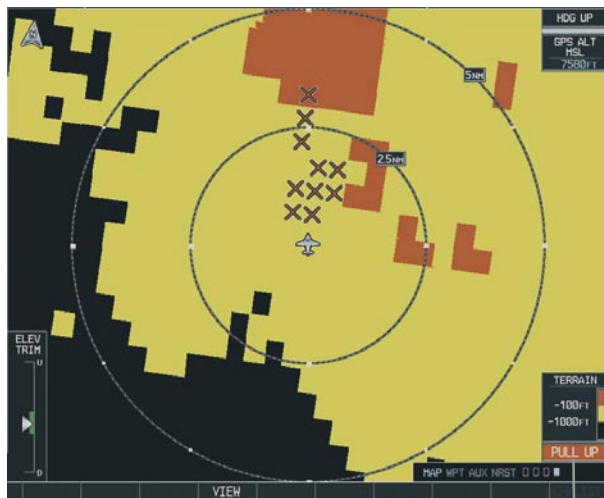 N
HDG UP
GPS ALT
MSL
7580FT
5NM
2.5NM
ELEV
TRIM
U
D
TERRAIN
-100FT
-1000FT
PULL UP
MAP WPT AUX NRST
VIEW